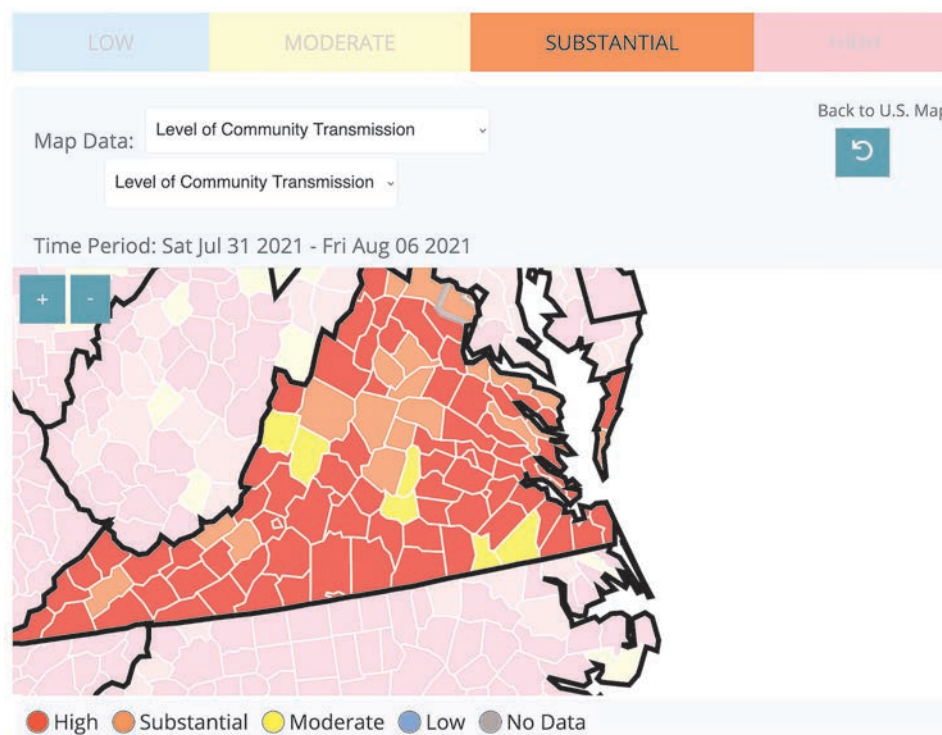 LOW MODERATE SUBSTANTIAL HIGH
Back to U.S. Map
Map Data: Level of Community Transmission
Level of Community Transmission
Time Period: Sat Jul 31 2021 - Fri Aug 06 2021
+ -
High Substantial Moderate Low No Data